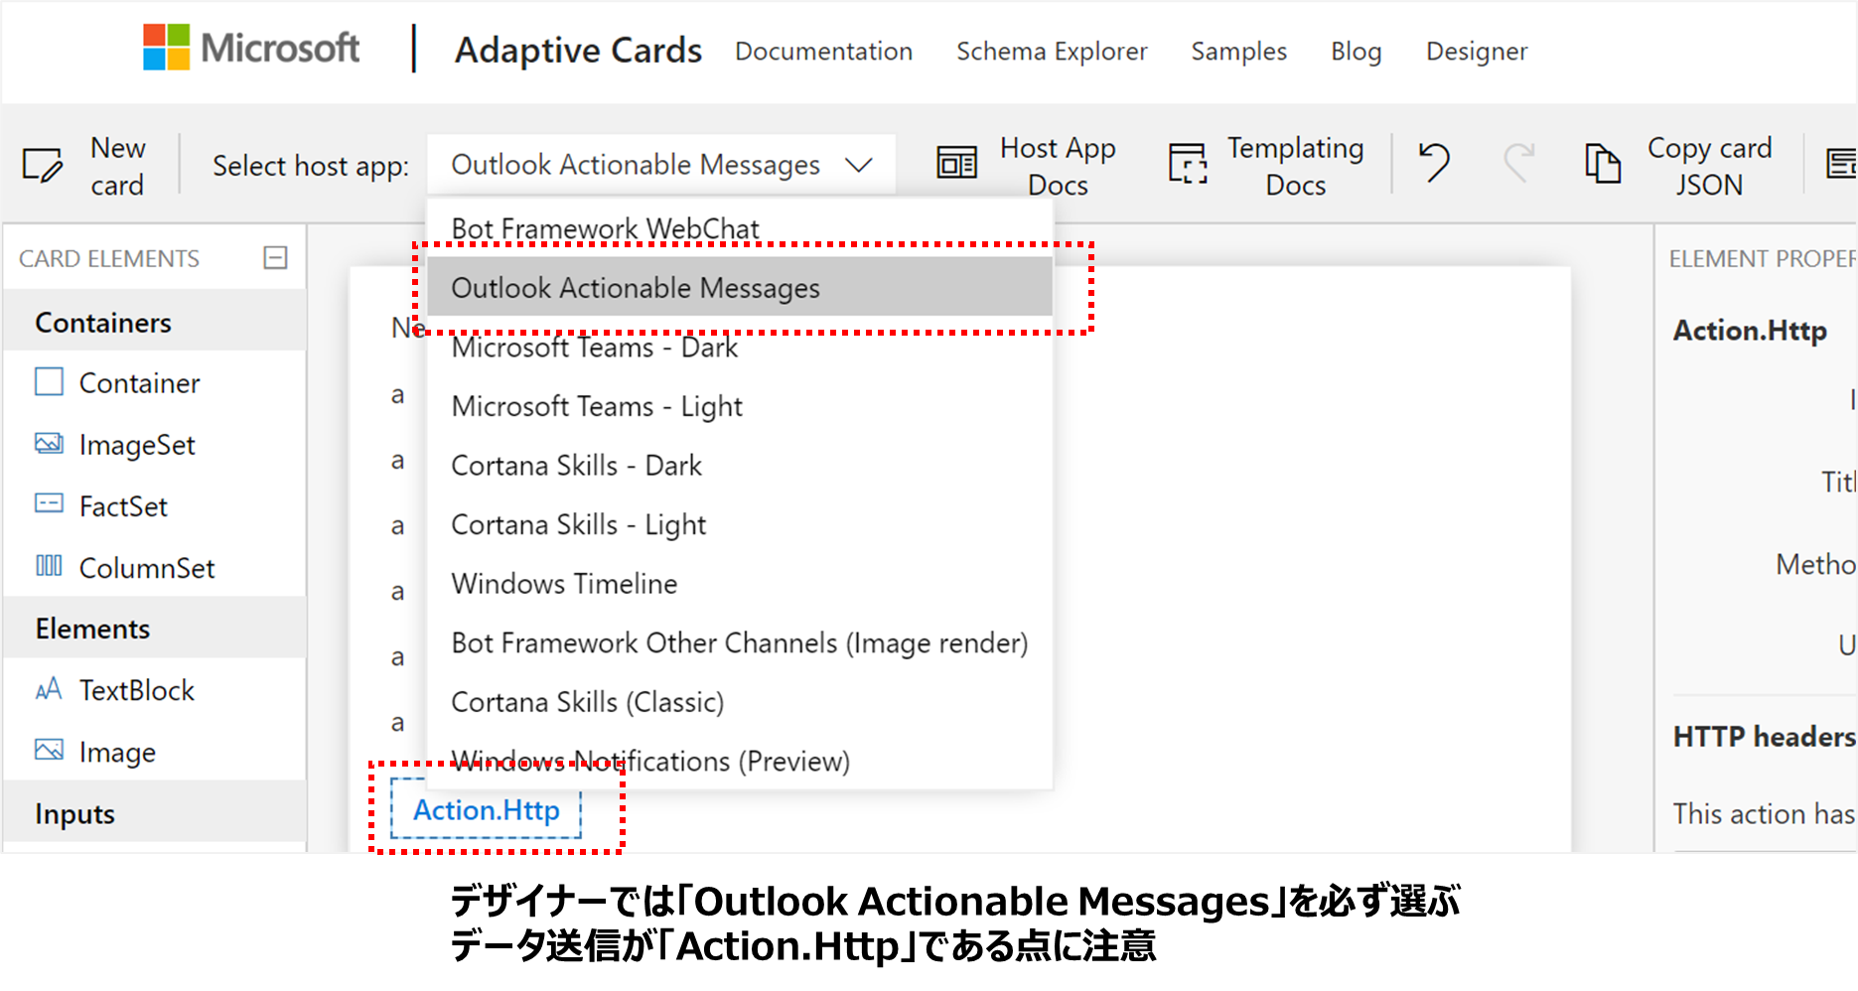 Microsoft | Adaptive Cards Documentation Schema Explorer Samples Blog Designer
New card
Select host app: Outlook Actionable Messages
Host App Docs
Templating Docs
Copy card JSON
CARD ELEMENTS
Containers
Container
ImageSet
FactSet
ColumnSet
Elements
TextBlock
Image
Inputs
Bot Framework WebChat
Outlook Actionable Messages
Microsoft Teams - Dark
Microsoft Teams - Light
Cortana Skills - Dark
Cortana Skills - Light
Windows Timeline
Bot Framework Other Channels (Image render)
Cortana Skills (Classic)
Windows Notifications (Preview)
Ne
a
a
a
a
a
a
Action.Http
ELEMENT PROPER
Action.Http
I
Titl
Metho
U
HTTP headers
This action has
デザイナーでは「Outlook Actionable Messages」を必ず選ぶ
データ送信が「Action.Http」である点に注意